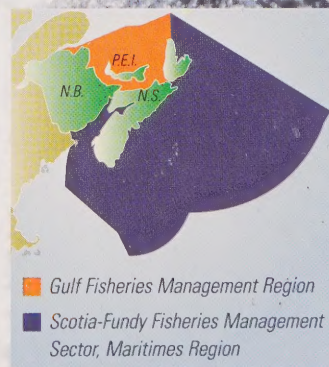 P.E.I.
N.B.
N.S.
Gulf Fisheries Management Region
Scotia-Fundy Fisheries Management
Sector, Maritimes Region